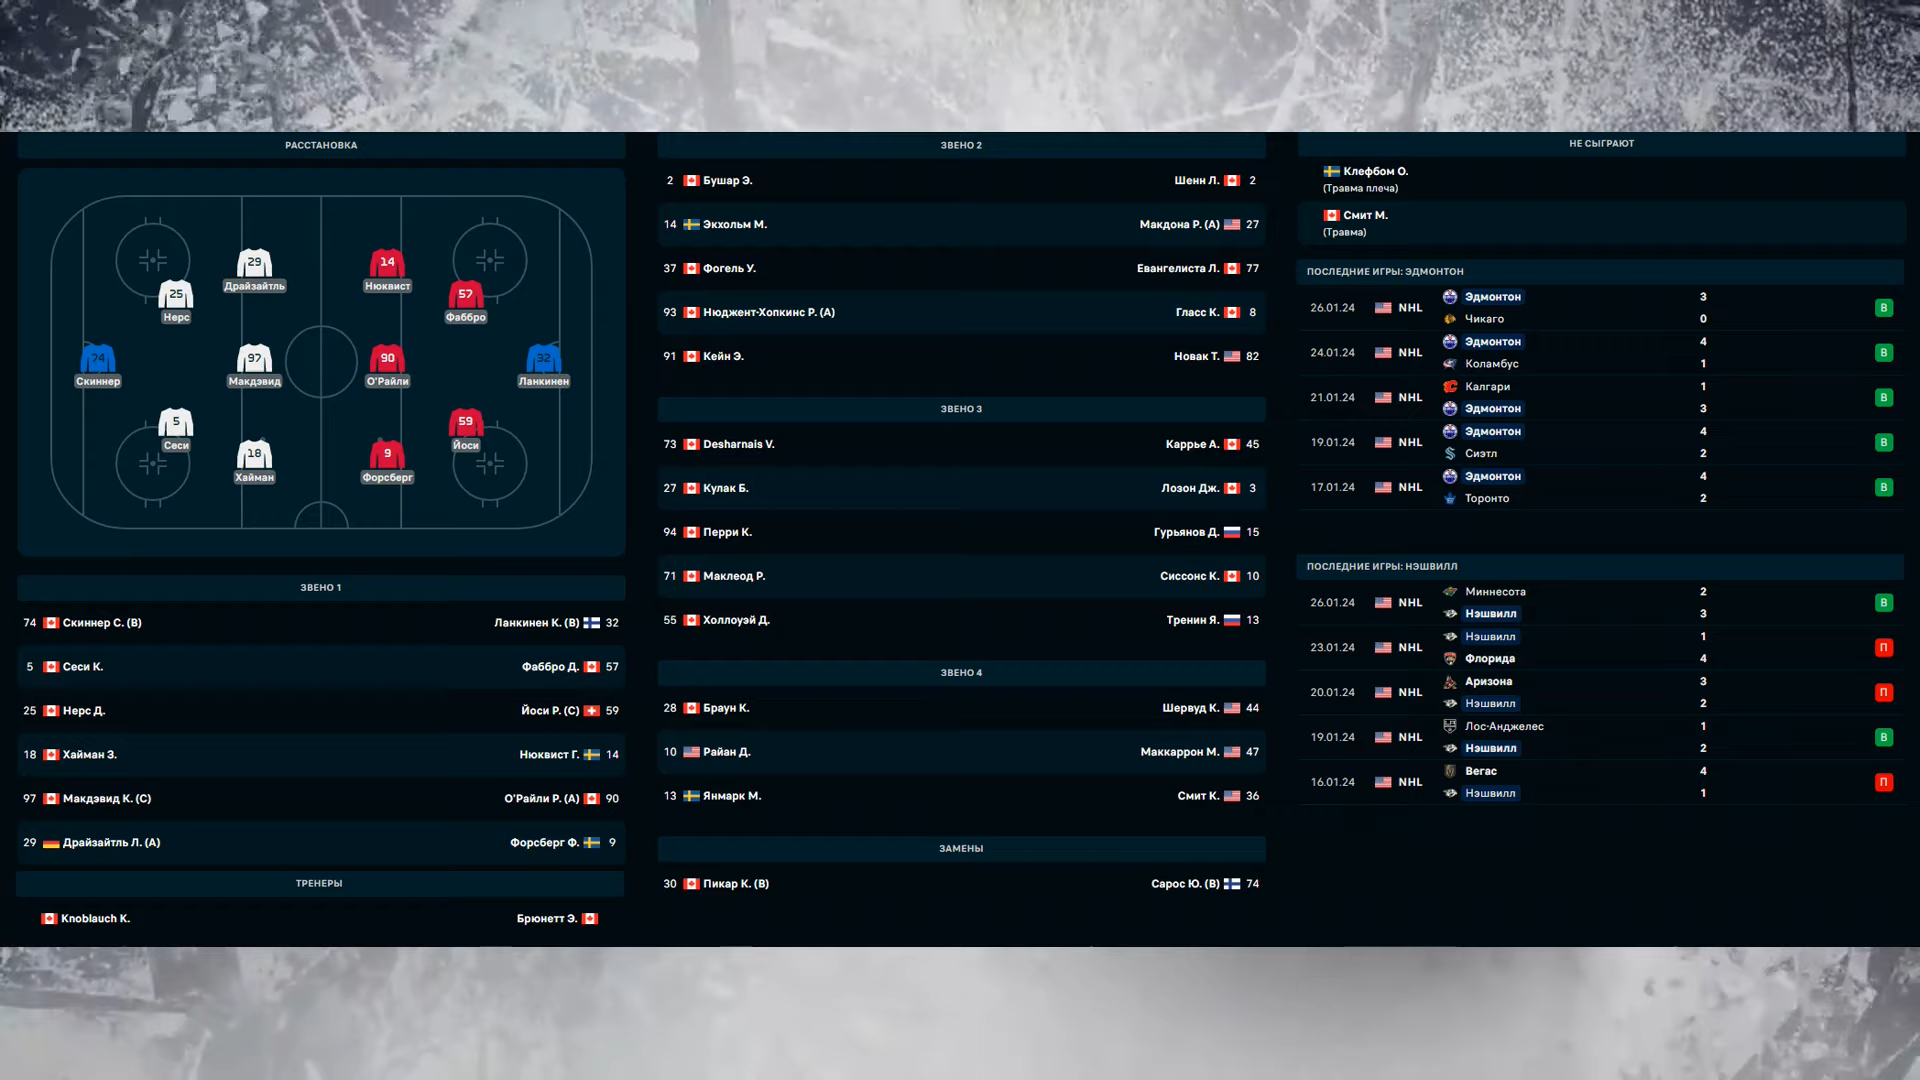 РАССТАНОВКА
29
Драйзайтль
14
Нюквист
25
Нерс
57
Фаббро
74
Скиннер
97
Макдэвид
90
О'Райли
32
Ланкинен
5
Сеси
59
Йоси
18
Хайман
9
Форсберг
ЗВЕНО 1
74 Скиннер С. (В) Ланкинен К. (В) 32
5 Сеси К. Фаббро Д. 57
25 Нерс Д. Йоси Р. (С) 59
18 Хайман З. Нюквист Г. 14
97 Макдэвид К. (С) О'Райли Р. (А) 90
29 Драйзайтль Л. (А) Форсберг Ф. 9
ТРЕНЕРЫ
Knoblauch K. Брюнетт Э.
ЗВЕНО 2
2 Бушар Э. Шенн Л. 2
14 Экхольм М. Макдона Р. (А) 27
37 Фогель У. Евангелиста Л. 77
93 Нюджент-Хопкинс Р. (А) Гласс К. 8
91 Кейн Э. Новак Т. 82
ЗВЕНО 3
73 Desharnais V. Каррье А. 45
27 Кулак Б. Лозон Дж. 3
94 Перри К. Гурьянов Д. 15
71 Маклеод Р. Сиссонс К. 10
55 Холлоуэй Д. Тренин Я. 13
ЗВЕНО 4
28 Браун К. Шервуд К. 44
10 Райан Д. Маккаррон М. 47
13 Янмарк М. Смит К. 36
ЗАМЕНЫ
30 Пикар К. (В) Сарос Ю. (В) 74
НЕ СЫГРАЮТ
Клефбом О.
(Травма плеча)
Смит М.
(Травма)
ПОСЛЕДНИЕ ИГРЫ: ЭДМОНТОН
26.01.24 NHL Эдмонтон 3 В
Чикаго 0
24.01.24 NHL Эдмонтон 4 В
Коламбус 1
21.01.24 NHL Калгари 1 В
Эдмонтон 3
19.01.24 NHL Эдмонтон 4 В
Сиэтл 2
17.01.24 NHL Эдмонтон 4 В
Торонто 2
ПОСЛЕДНИЕ ИГРЫ: НЭШВИЛЛ
26.01.24 NHL Миннесота 2 В
Нэшвилл 3
23.01.24 NHL Нэшвилл 1 П
Флорида 4
20.01.24 NHL Аризона 3 П
Нэшвилл 2
19.01.24 NHL Лос-Анджелес 1 В
Нэшвилл 2
16.01.24 NHL Вегас 4 П
Нэшвилл 1